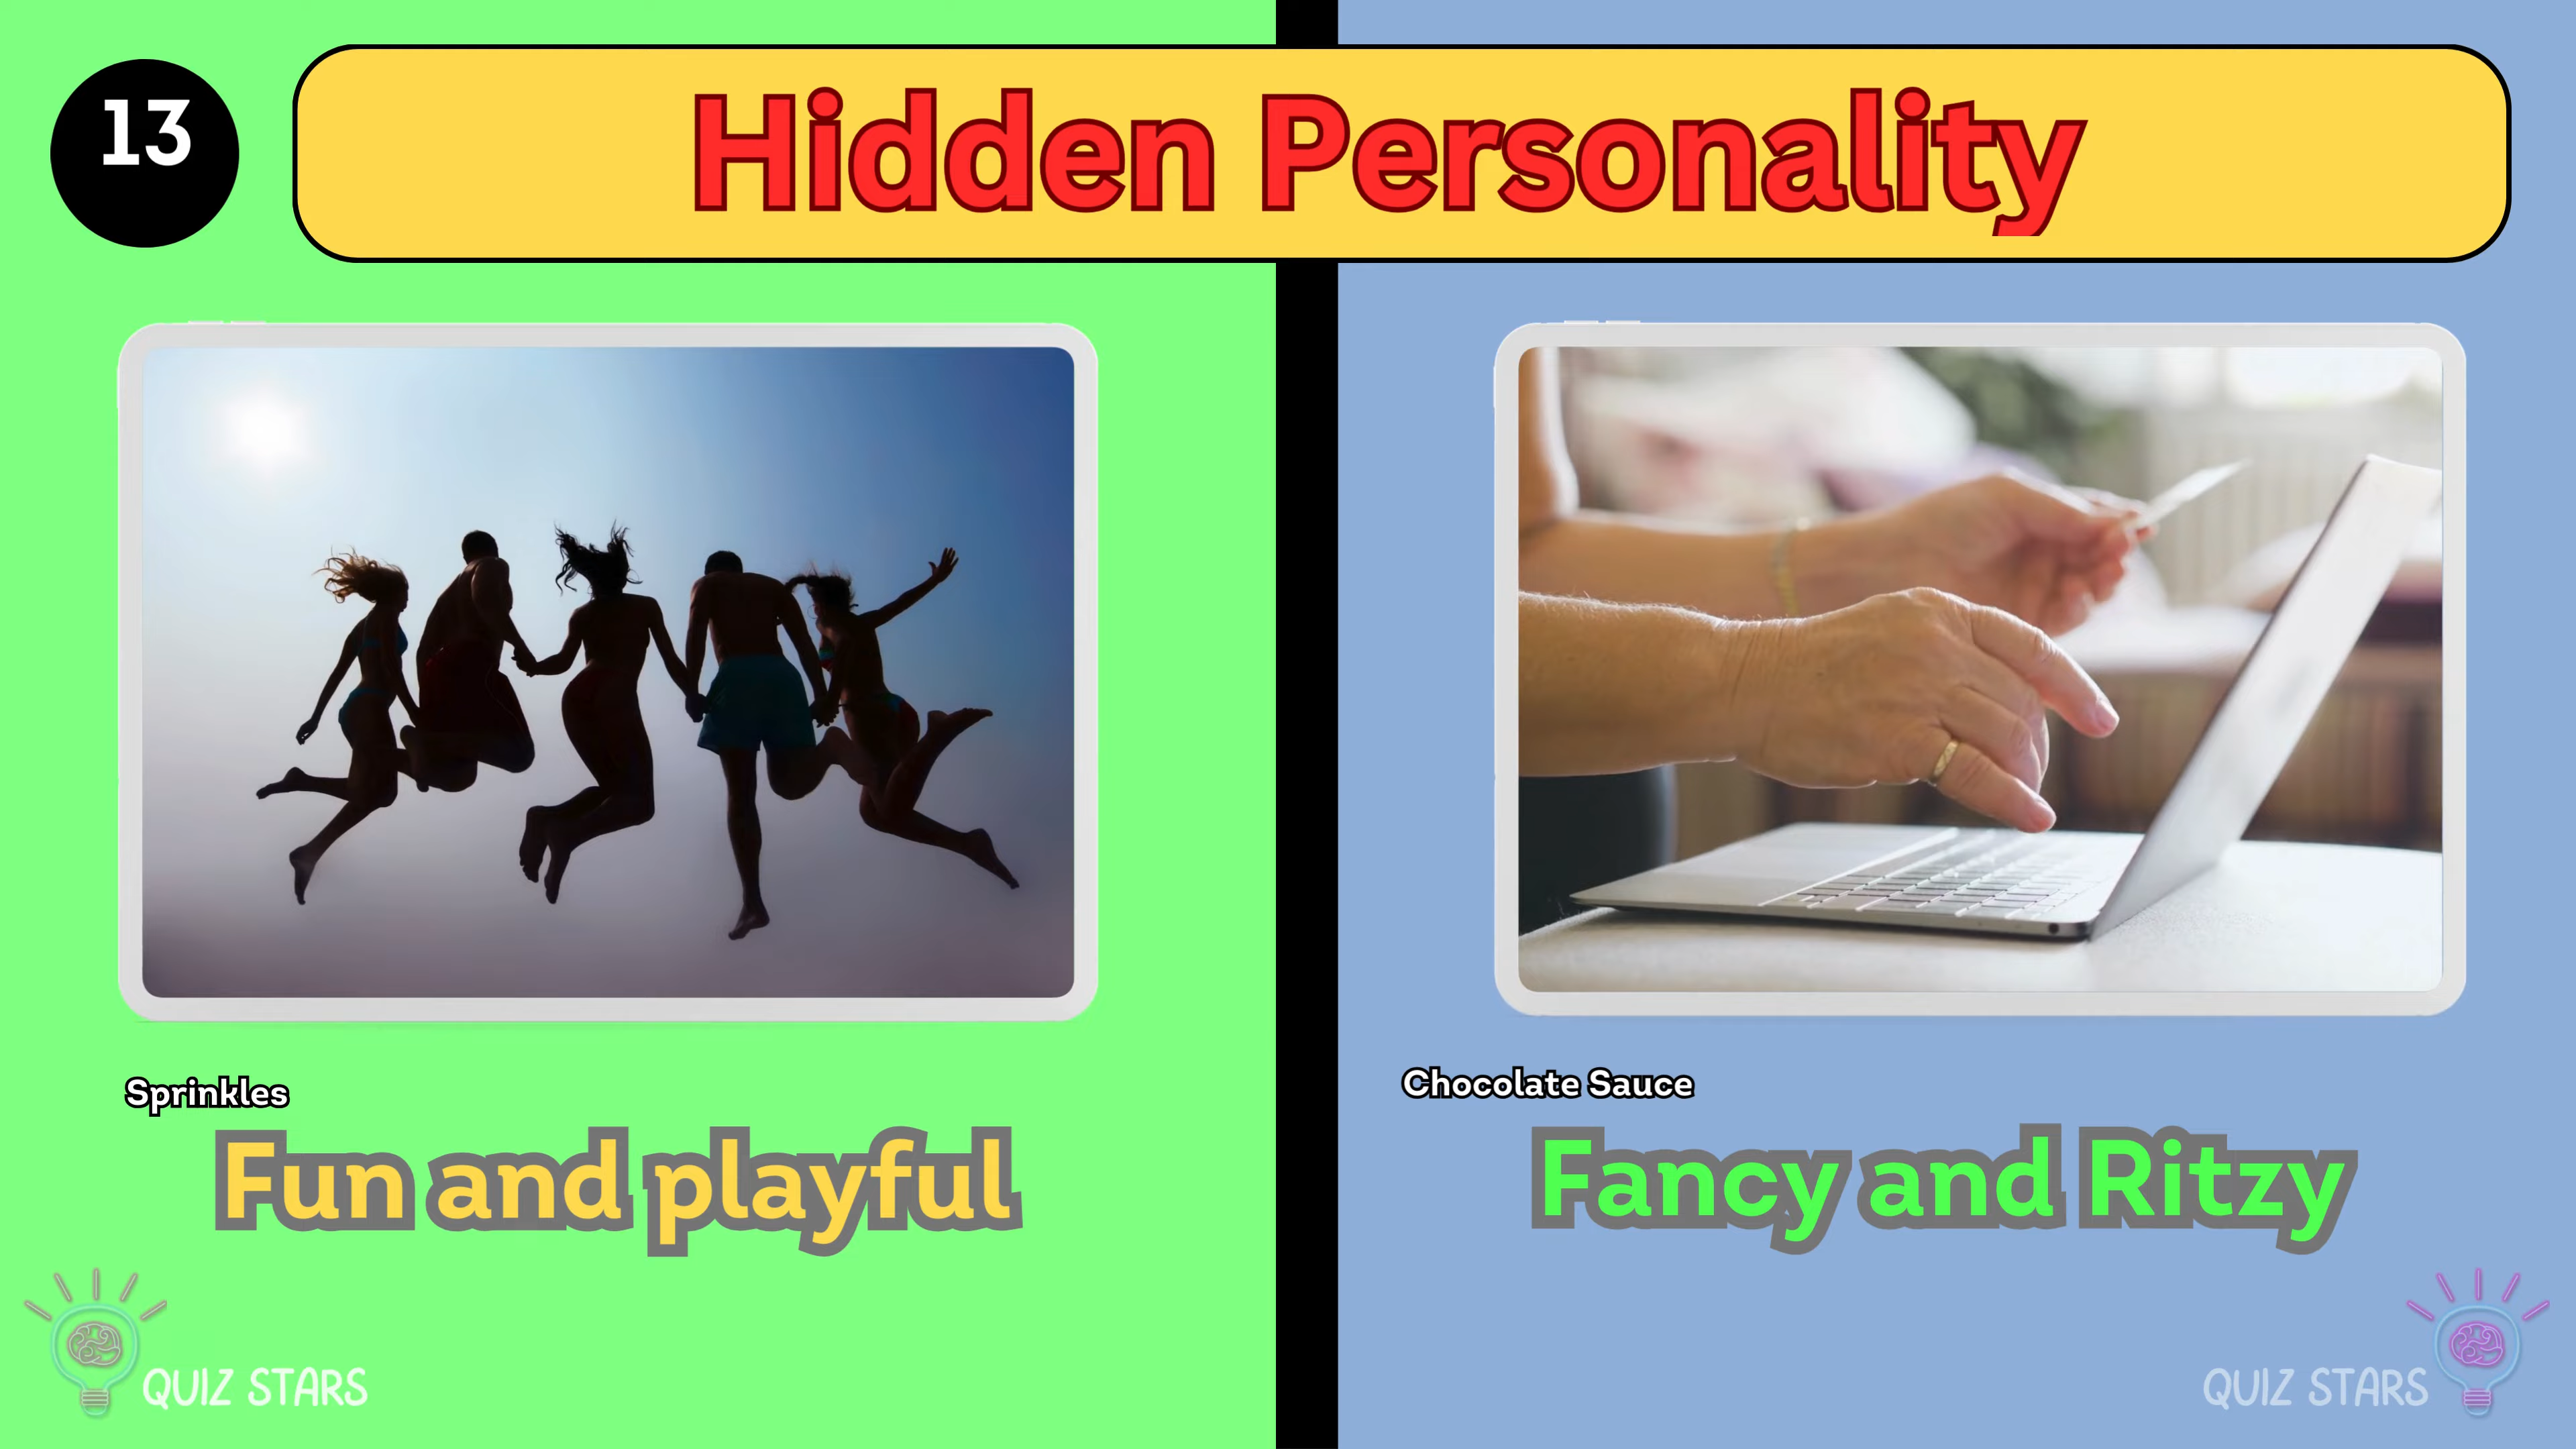 13
Hidden Personality
Sprinkles
Fun and playful
Chocolate Sauce
Fancy and Ritzy
QUIZ STARS
QUIZ STARS